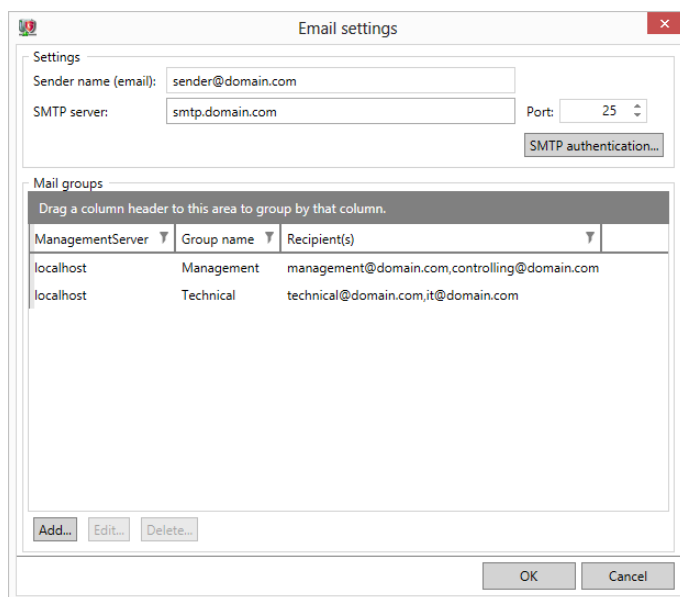 Email settings
Settings
Sender name (email): sender@domain.com
SMTP server: smtp.domain.com Port: 25
SMTP authentication...
Mail groups
Drag a column header to this area to group by that column.
ManagementServer Group name Recipient(s)
localhost Management management@domain.com,controlling@domain.com
localhost Technical technical@domain.com,it@domain.com
Add... Edit... Delete...
OK Cancel